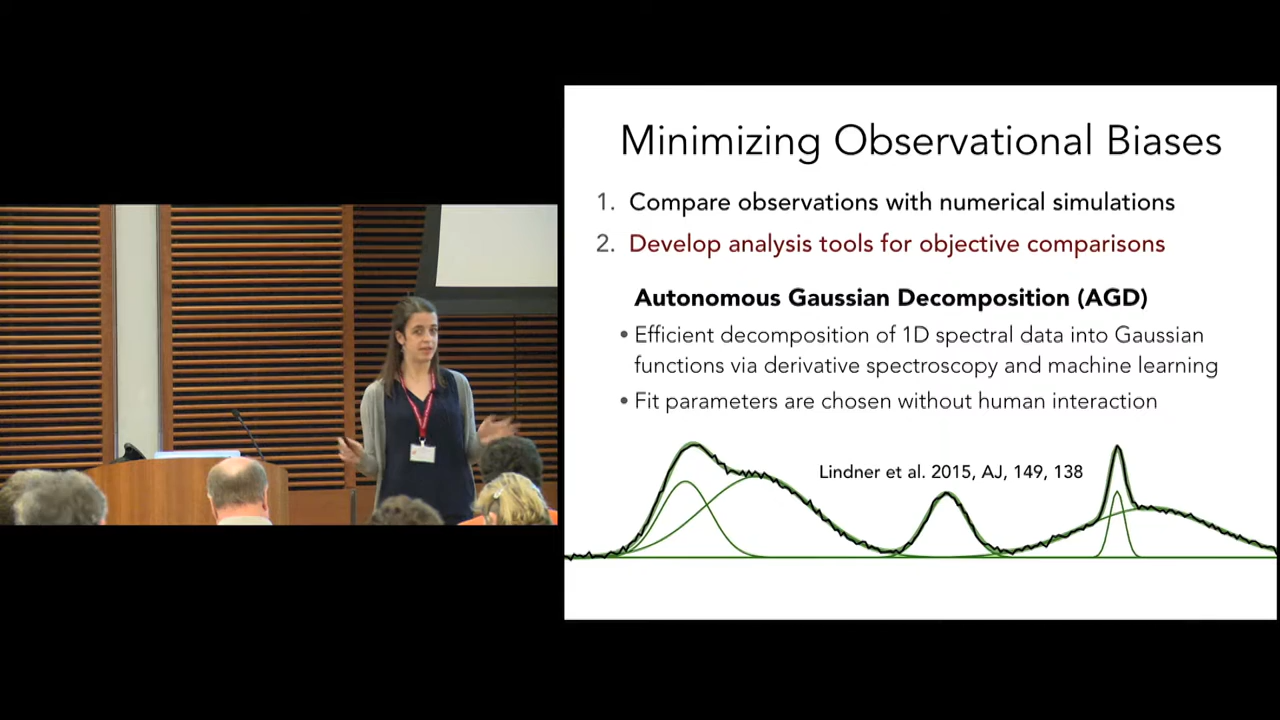 Minimizing Observational Biases
1. Compare observations with numerical simulations
2. Develop analysis tools for objective comparisons
Autonomous Gaussian Decomposition (AGD)
• Efficient decomposition of 1D spectral data into Gaussian
functions via derivative spectroscopy and machine learning
• Fit parameters are chosen without human interaction
Lindner et al. 2015, AJ, 149, 138